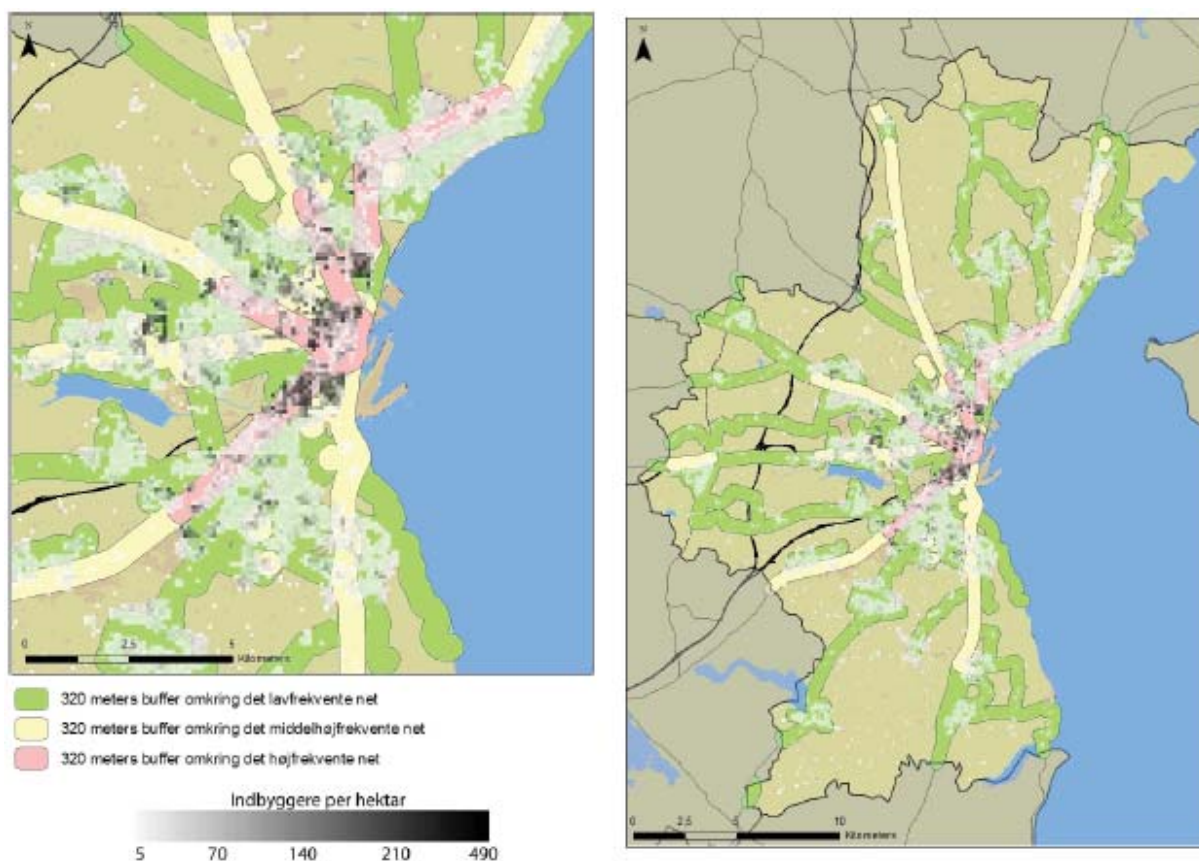 N
0 2,5 5
Kilometers
320 meters buffer omkring det lavfrekvente net
320 meters buffer omkring det middelhøjfrekvente net
320 meters buffer omkring det højfrekvente net
Indbyggere per hektar
5 70 140 210 490
N
0 2,5 5 10
Kilometers